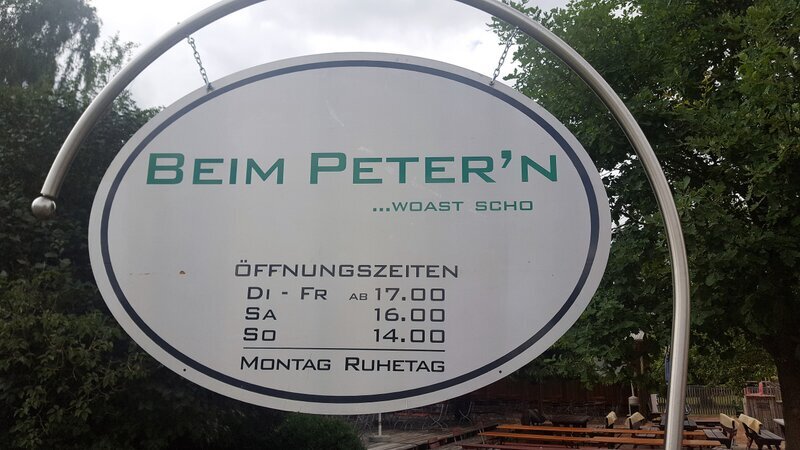 BEIM PETER'N
...WOAST SCHO
ÖFFNUNGSZEITEN
DI - FR AB 17.00
SA 16.00
SO 14.00
MONTAG RUHETAG